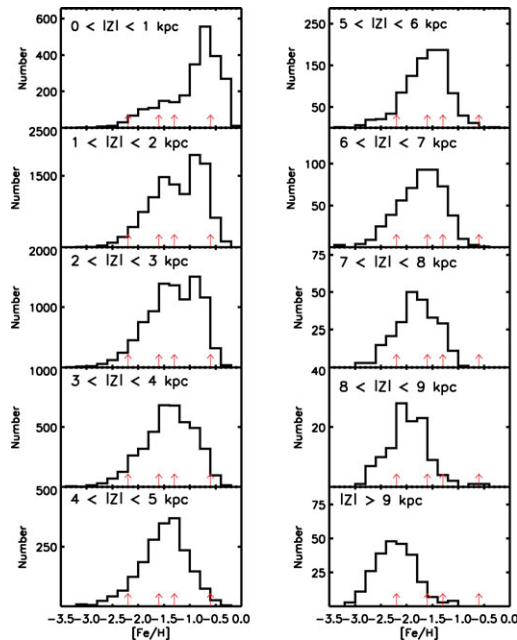 600
400
200
0
Number
0 < |Z| < 1 kpc
2500
1500
Number
1 < |Z| < 2 kpc
2000
1000
Number
2 < |Z| < 3 kpc
1000
500
Number
3 < |Z| < 4 kpc
500
250
Number
4 < |Z| < 5 kpc
−3.5−3.0−2.5−2.0−1.5−1.0−0.5 0.0
[Fe/H]
250
150
50
Number
5 < |Z| < 6 kpc
100
50
0
Number
6 < |Z| < 7 kpc
75
50
25
Number
7 < |Z| < 8 kpc
40
20
Number
8 < |Z| < 9 kpc
75
50
25
Number
|Z| > 9 kpc
−3.5−3.0−2.5−2.0−1.5−1.0−0.5 0.0
[Fe/H]